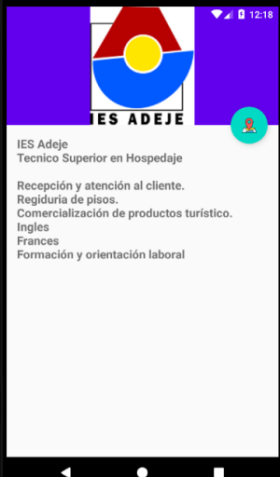 12:18
IES ADEJE
IES Adeje
Tecnico Superior en Hospedaje
Recepción y atención al cliente.
Regiduria de pisos.
Comercialización de productos turístico.
Ingles
Frances
Formación y orientación laboral